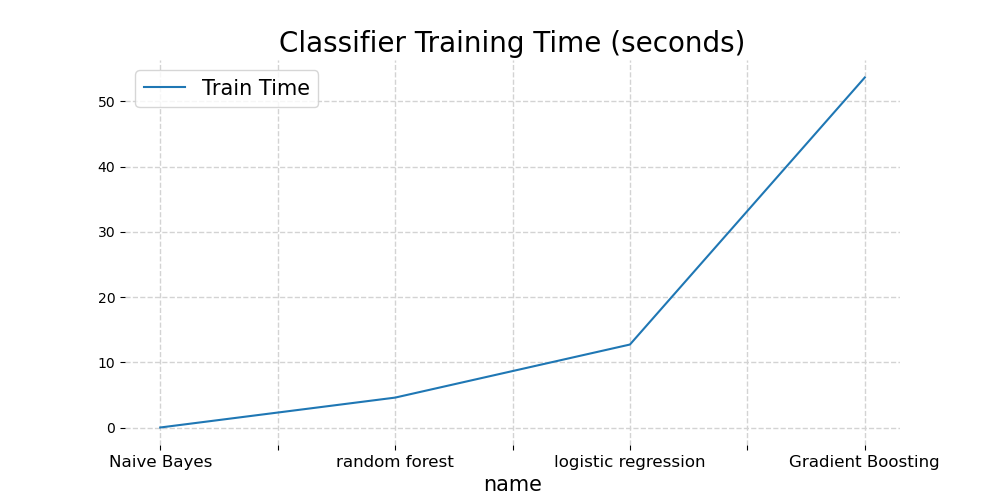 Classifier Training Time (seconds)
Train Time
50
40
30
20
10
0
Naive Bayes random forest logistic regression Gradient Boosting
name